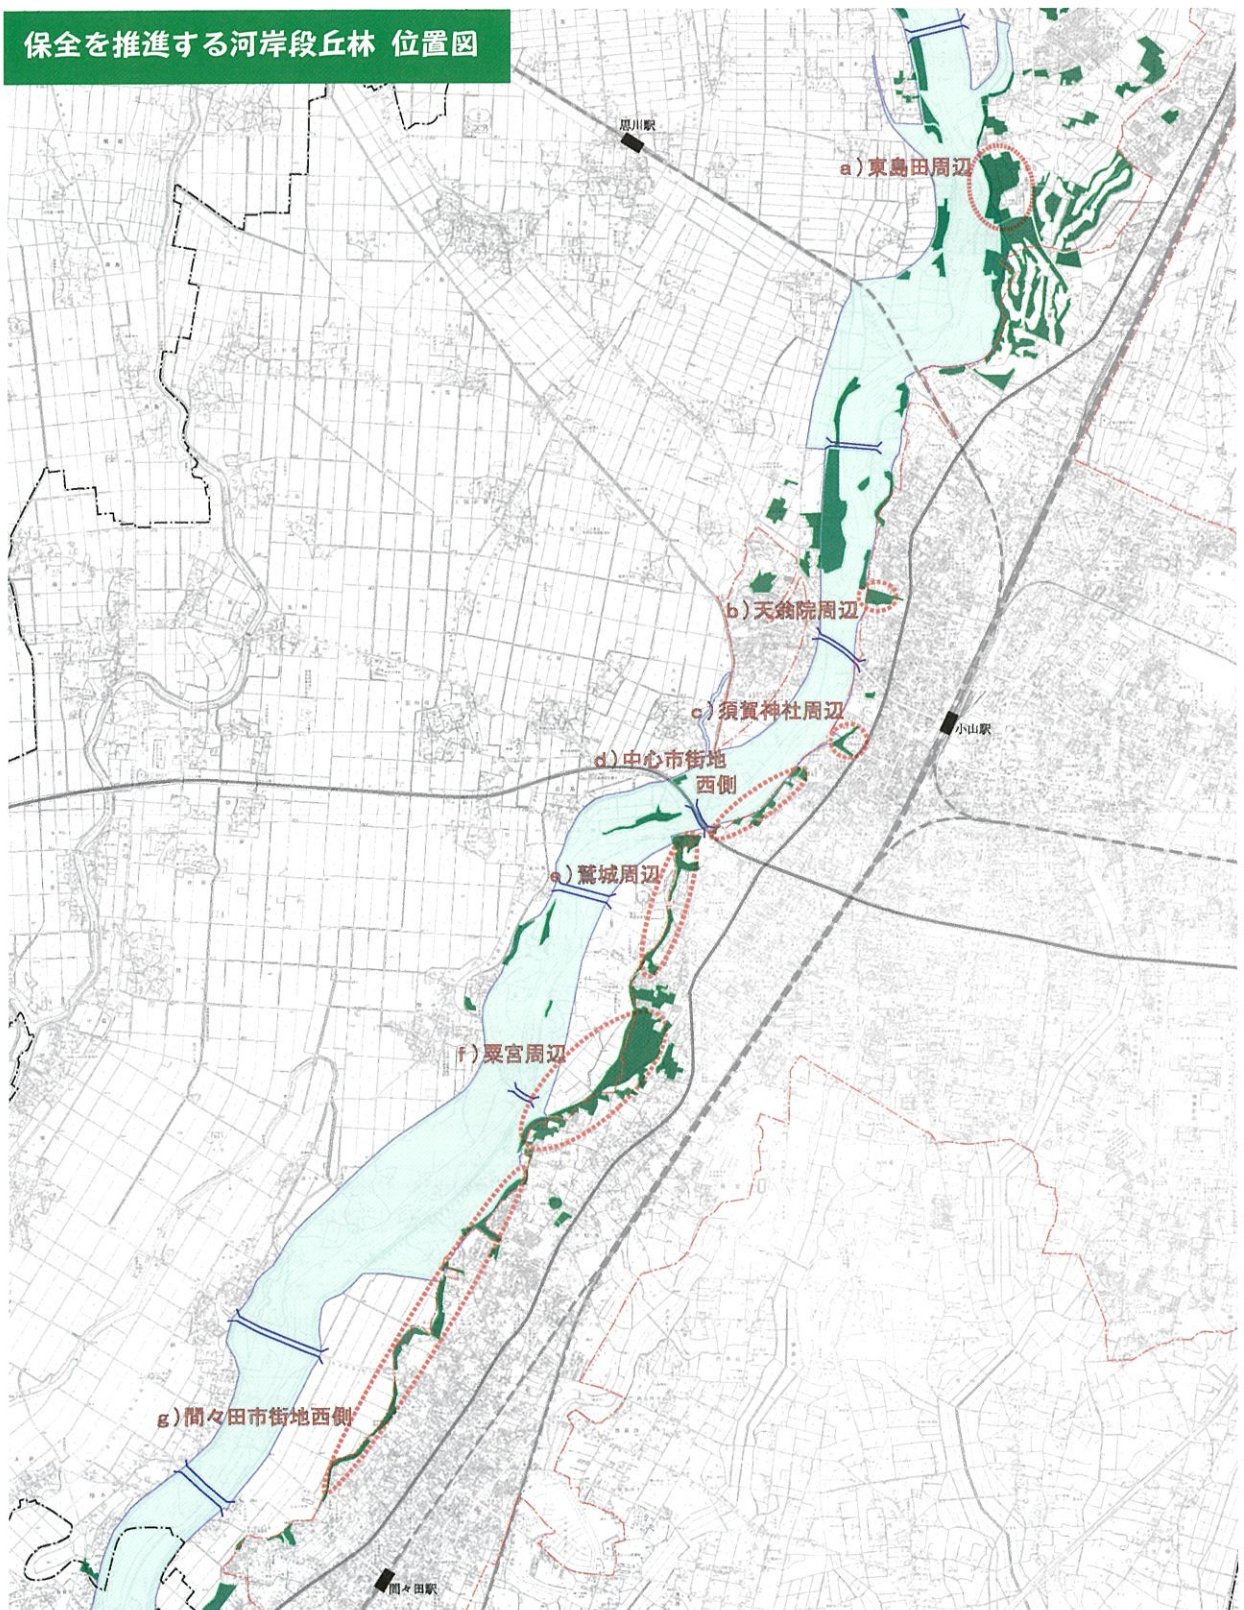 保全を推進する河岸段丘林 位置図
思川駅
a)東島田周辺
b)天翁院周辺
c)須賀神社周辺
小山駅
d)中心市街地
西側
e)鷲城周辺
f)粟宮周辺
g)間々田市街地西側
間々田駅